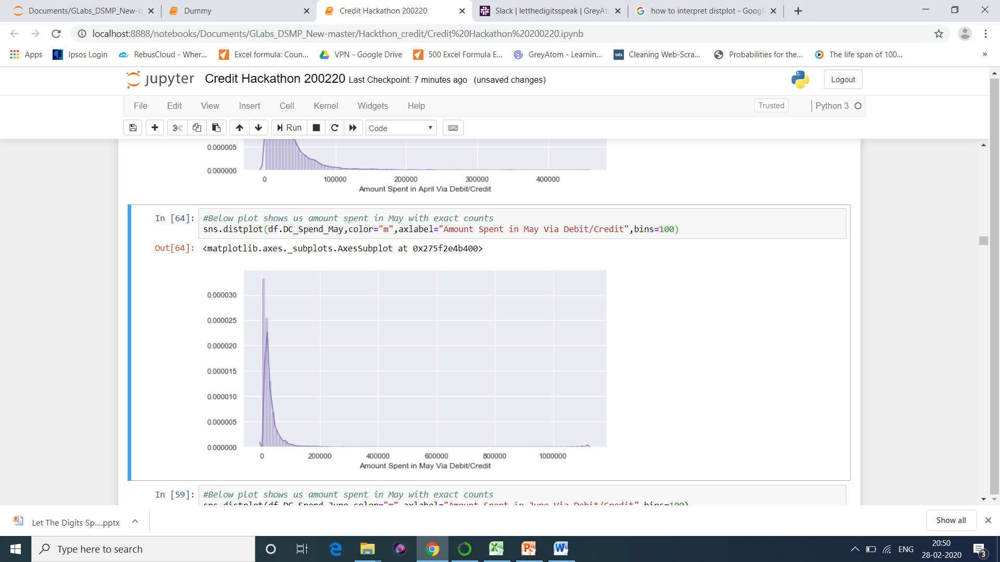 Documents/GLabs_DSMP_New-m
Dummy
Credit Hackathon 200220
Slack | letthedigitsspeak | GreyAto
how to interpret distplot - Googl
localhost:8888/notebooks/Documents/GLabs_DSMP_New-master/Hackthon_credit/Credit%20Hackathon%20200220.ipynb
Apps
Ipsos Login
RebusCloud - Wher...
Excel formula: Coun...
VPN - Google Drive
500 Excel Formula E...
GreyAtom - Learnin...
tds Cleaning Web-Scra...
Probabilities for the...
The life span of 100...
»
jupyter Credit Hackathon 200220 Last Checkpoint: 7 minutes ago (unsaved changes)
Logout
File Edit View Insert Cell Kernel Widgets Help
Trusted
Python 3
Run
Code
0.000005
0.000000
0 100000 200000 300000 400000
Amount Spent in April Via Debit/Credit
In [64]: #Below plot shows us amount spent in May with exact counts
sns.distplot(df.DC_Spend_May,color="m",axlabel="Amount Spent in May Via Debit/Credit",bins=100)
Out[64]: <matplotlib.axes._subplots.AxesSubplot at 0x275f2e4b400>
0.000030
0.000025
0.000020
0.000015
0.000010
0.000005
0.000000
0 200000 400000 600000 800000 1000000
Amount Spent in May Via Debit/Credit
In [59]: #Below plot shows us amount spent in May with exact counts
sns.distplot(df.DC_Spend_June,color="m",axlabel="Amount Spent in June Via Debit/Credit",bins=100)
Let The Digits Sp....pptx
Show all
Type here to search
ENG
20:50
28-02-2020
3